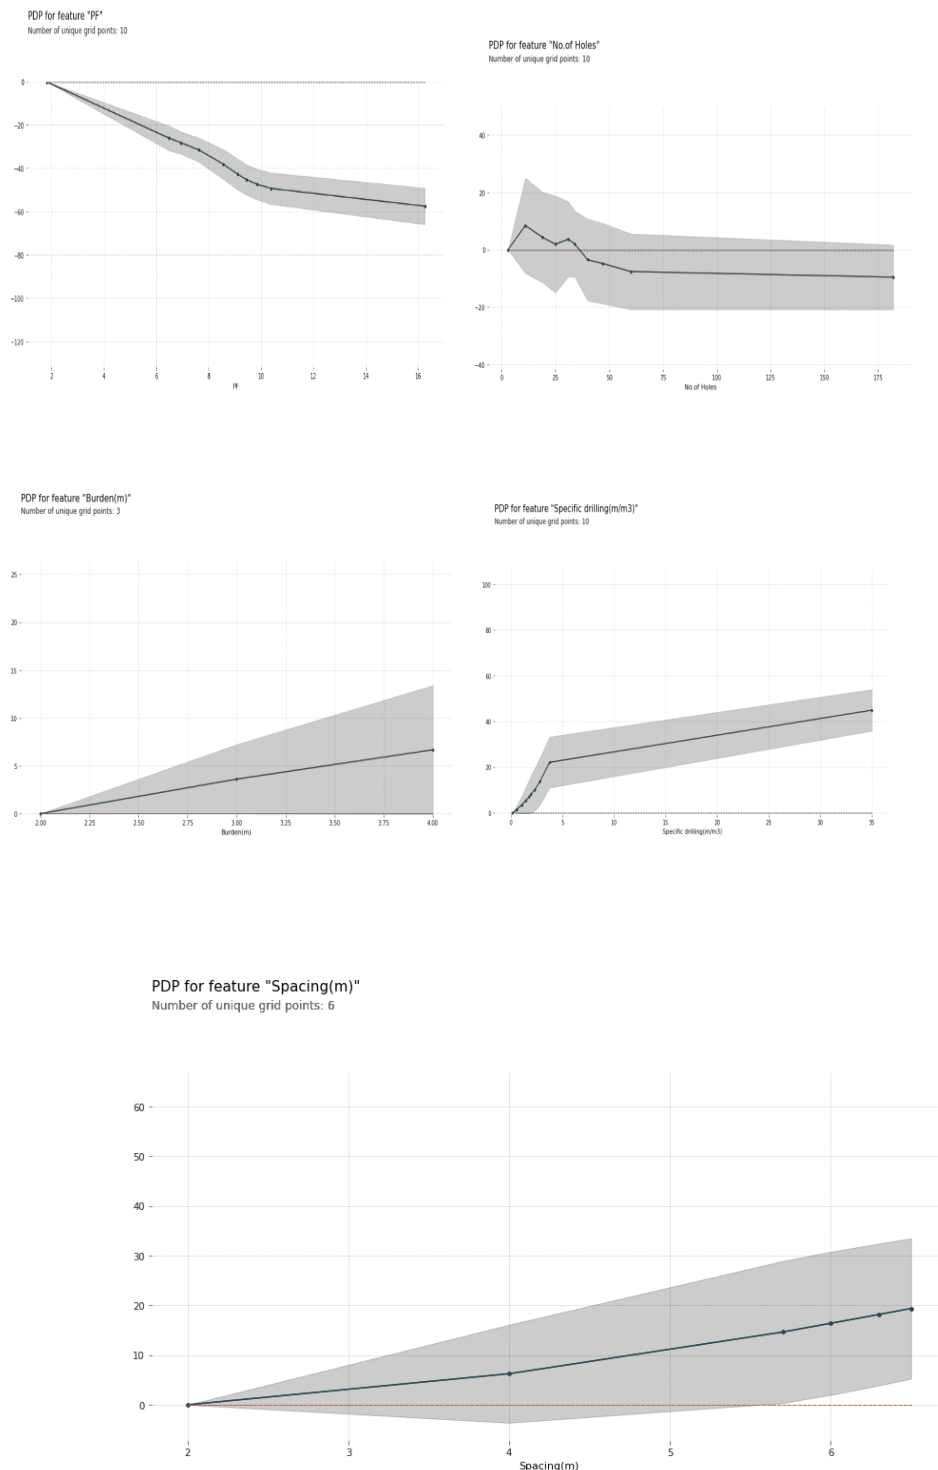 PDP for feature "PF"
Number of unique grid points: 10
0
−20
−40
−60
−80
−100
−120
2 4 6 8 10 12 14 16
PF
PDP for feature "No.of Holes"
Number of unique grid points: 10
40
20
0
−20
−40
0 25 50 75 100 125 150 175
No.of Holes
PDP for feature "Burden(m)"
Number of unique grid points: 3
25
20
15
10
5
0
2.00 2.25 2.50 2.75 3.00 3.25 3.50 3.75 4.00
Burden(m)
PDP for feature "Specific drilling(m/m3)"
Number of unique grid points: 10
100
80
60
40
20
0
0 5 10 15 20 25 30 35
Specific drilling(m/m3)
PDP for feature "Spacing(m)"
Number of unique grid points: 6
60
50
40
30
20
10
0
2 3 4 5 6
Spacing(m)